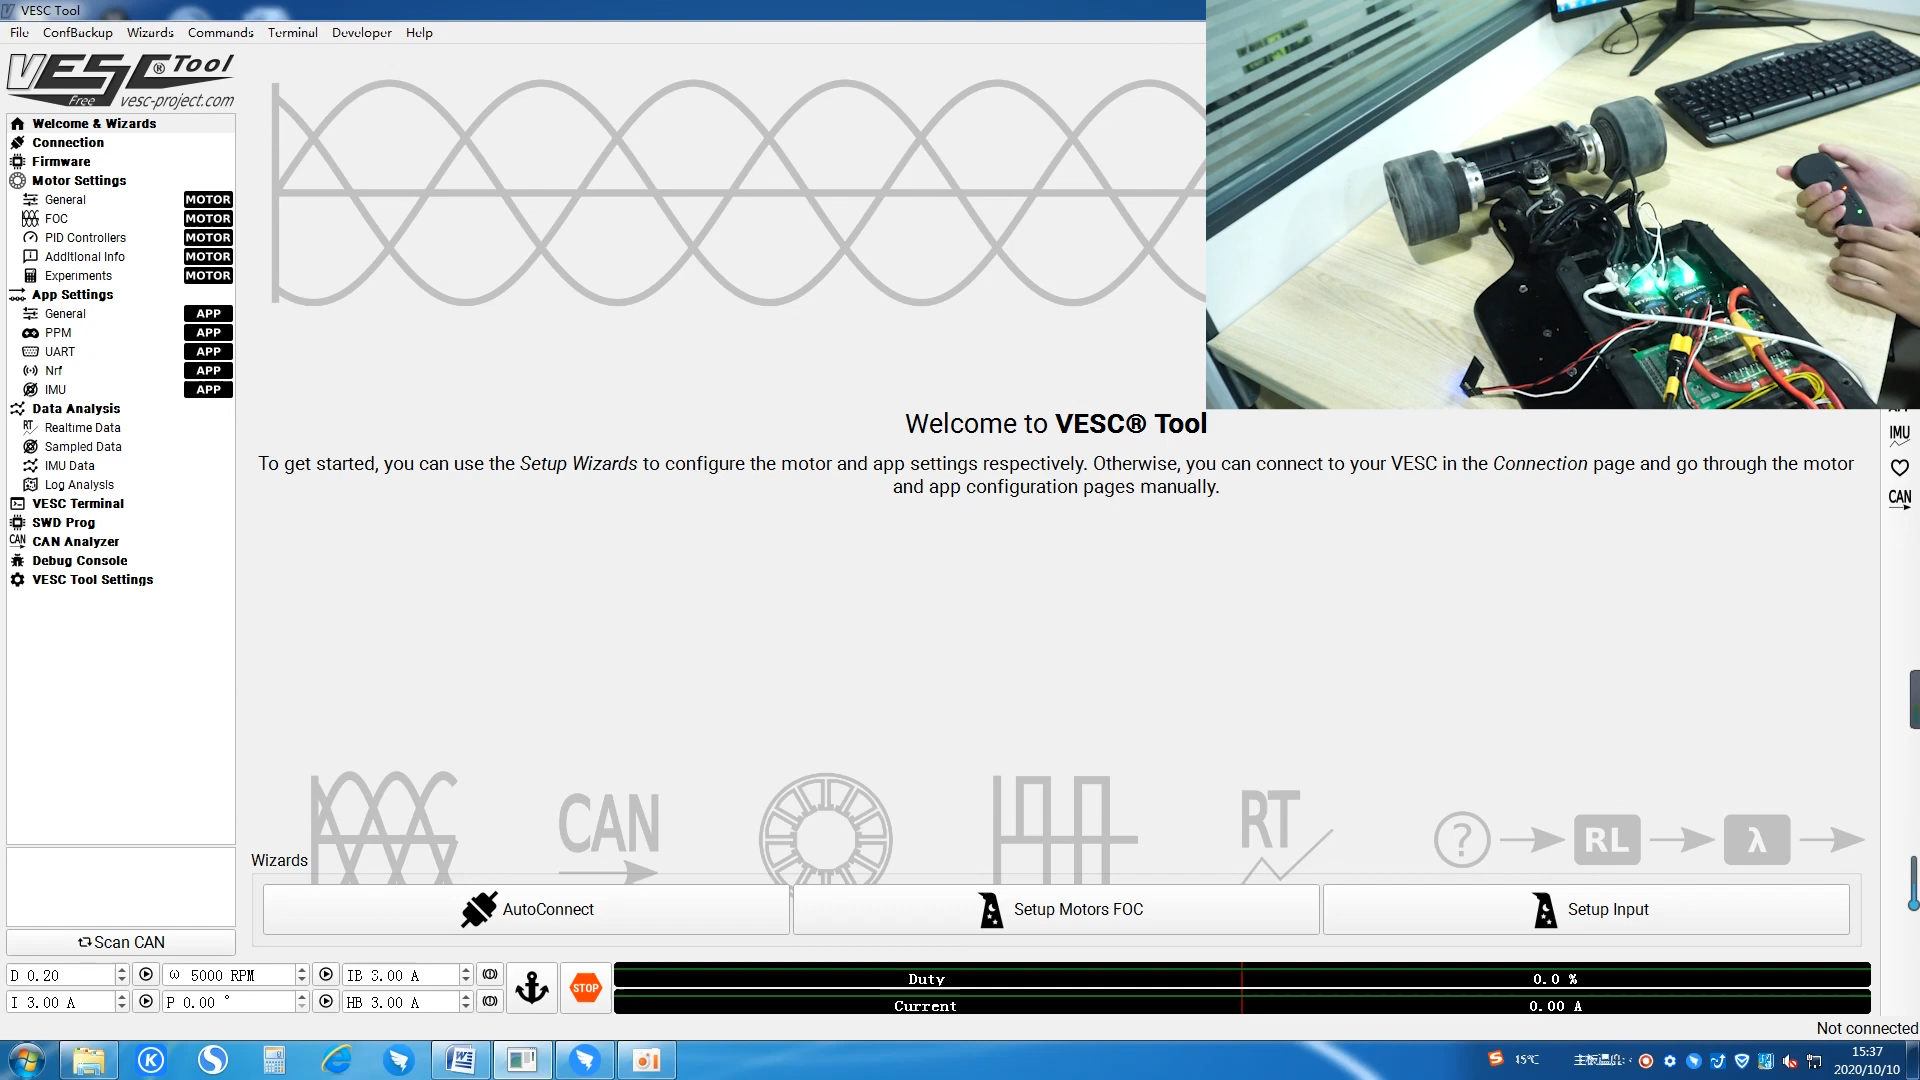 VESC Tool
File ConfBackup Wizards Commands Terminal Developer Help
VESC® Tool
Free vesc-project.com
Welcome & Wizards
Connection
Firmware
Motor Settings
General MOTOR
FOC MOTOR
PID Controllers MOTOR
Additional Info MOTOR
Experiments MOTOR
App Settings
General APP
PPM APP
UART APP
Nrf APP
IMU APP
Data Analysis
RT Realtime Data
Sampled Data
IMU Data
Log Analysis
VESC Terminal
SWD Prog
CAN CAN Analyzer
Debug Console
VESC Tool Settings
Welcome to VESC® Tool
To get started, you can use the Setup Wizards to configure the motor and app settings respectively. Otherwise, you can connect to your VESC in the Connection page and go through the motor
and app configuration pages manually.
IMU
CAN
CAN
RT
? RL λ
Wizards
AutoConnect
Setup Motors FOC
Setup Input
Scan CAN
D 0.20 ω 5000 RPM IB 3.00 A
I 3.00 A P 0.00 ° HB 3.00 A
STOP
Duty 0.0 %
Current 0.00 A
Not connected
15℃
15:37
2020/10/10